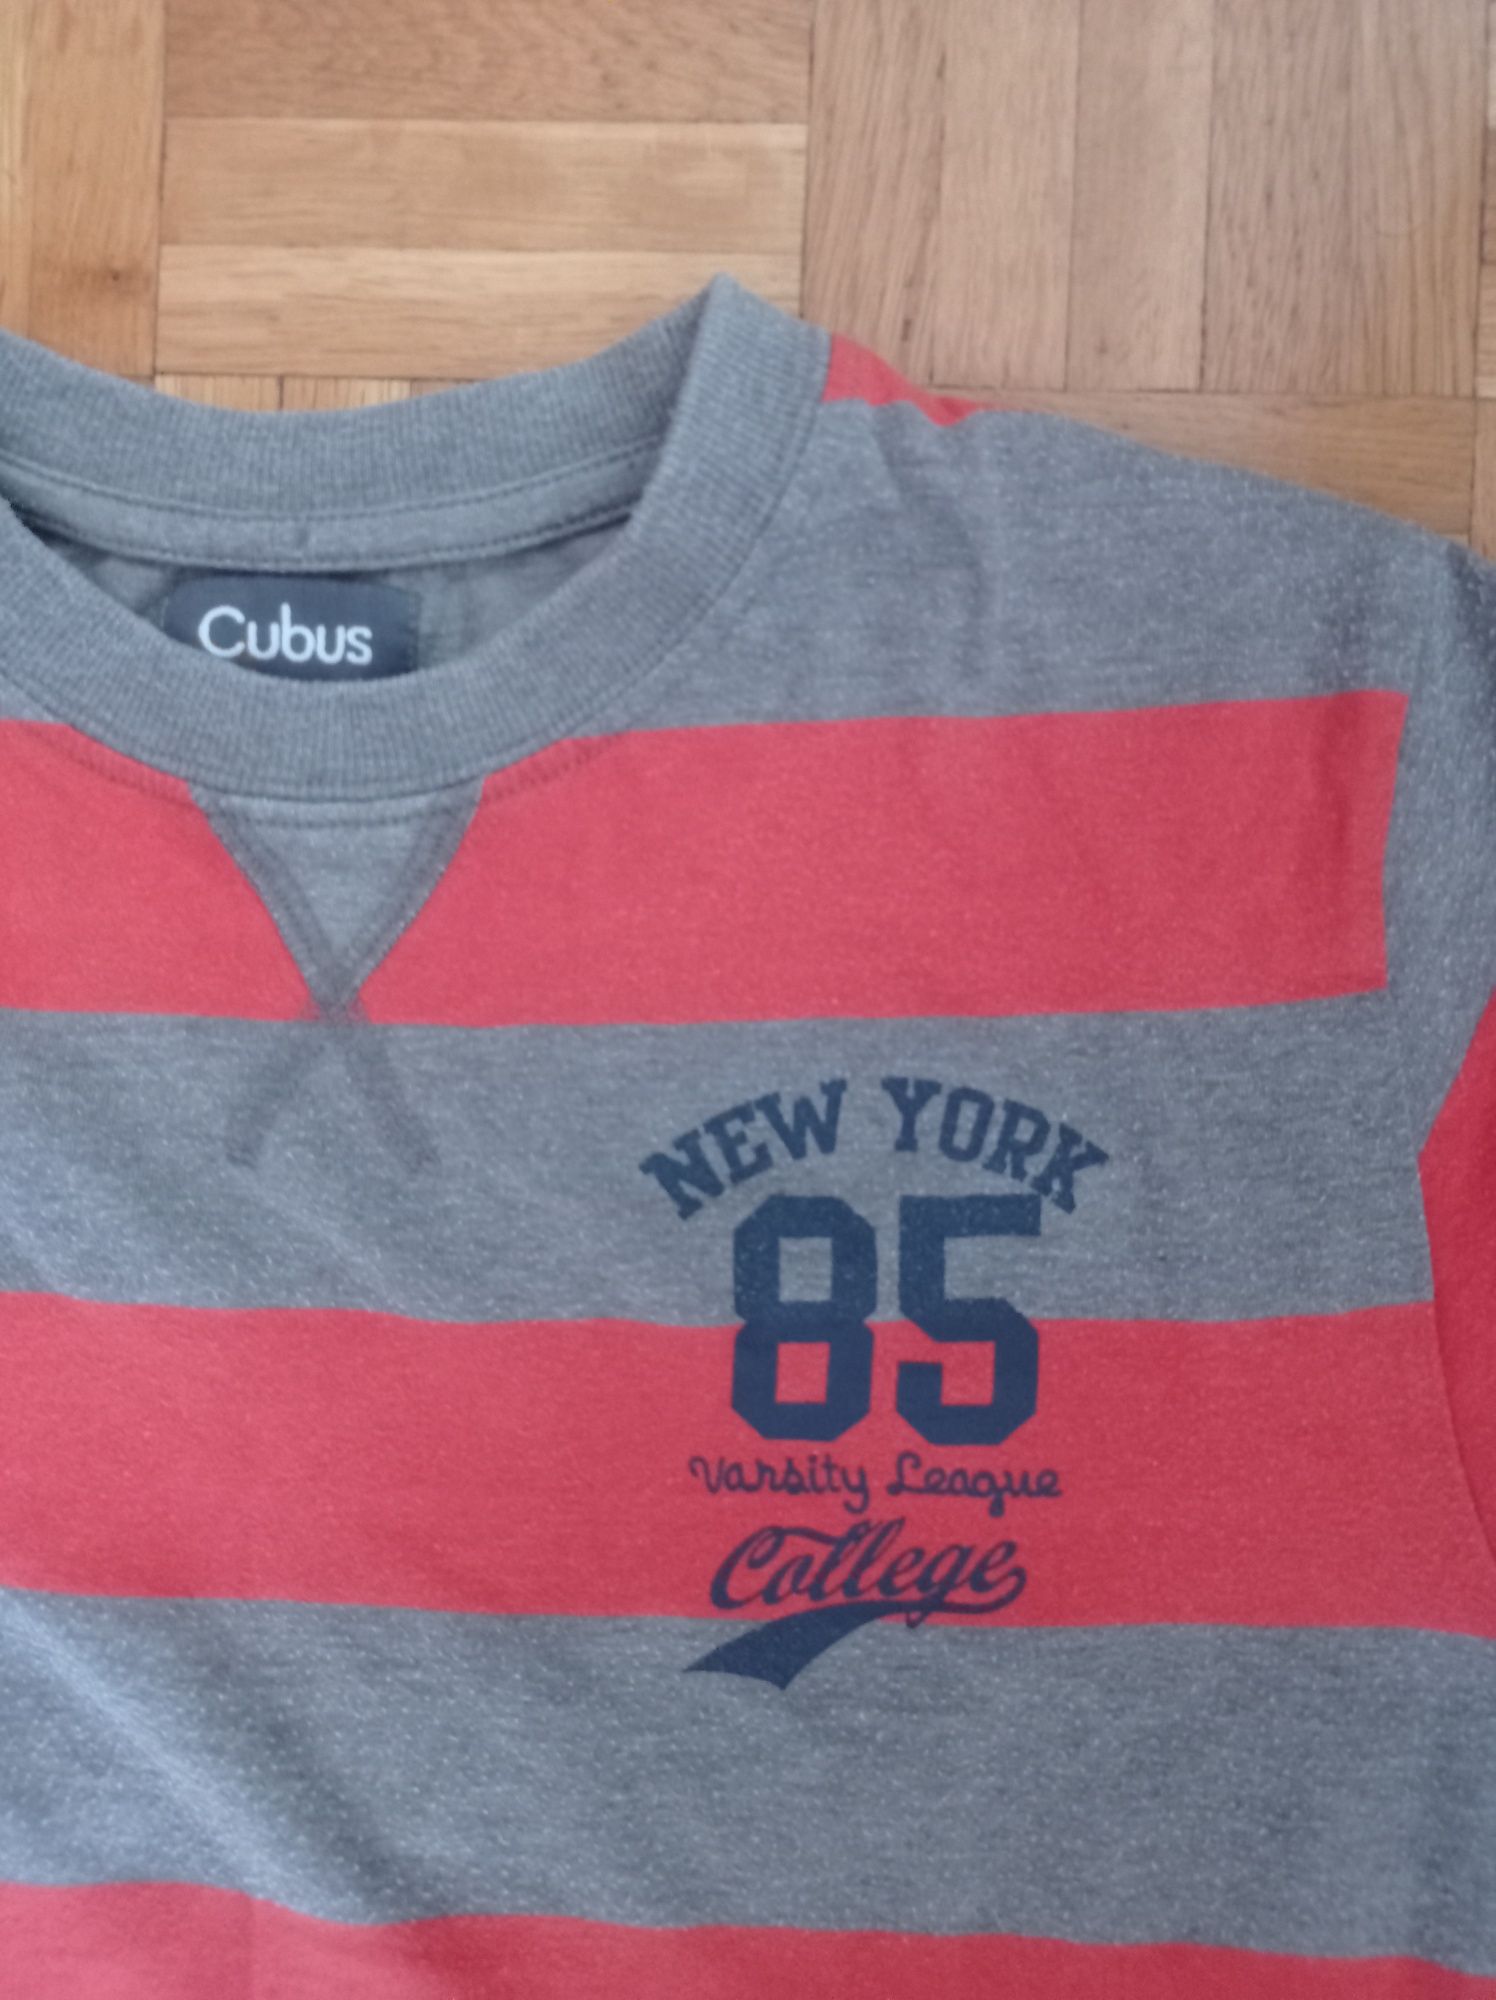 Cubus
NEW YORK
85
Varsity League
College